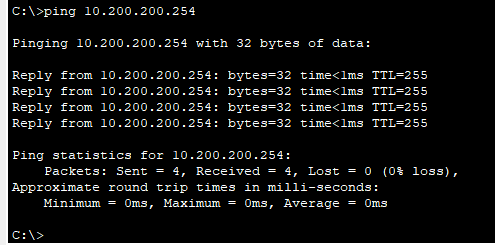 C:\>ping 10.200.200.254
Pinging 10.200.200.254 with 32 bytes of data:
Reply from 10.200.200.254: bytes=32 time<1ms TTL=255
Reply from 10.200.200.254: bytes=32 time<1ms TTL=255
Reply from 10.200.200.254: bytes=32 time<1ms TTL=255
Reply from 10.200.200.254: bytes=32 time<1ms TTL=255
Ping statistics for 10.200.200.254:
    Packets: Sent = 4, Received = 4, Lost = 0 (0% loss),
Approximate round trip times in milli-seconds:
    Minimum = 0ms, Maximum = 0ms, Average = 0ms
C:\>